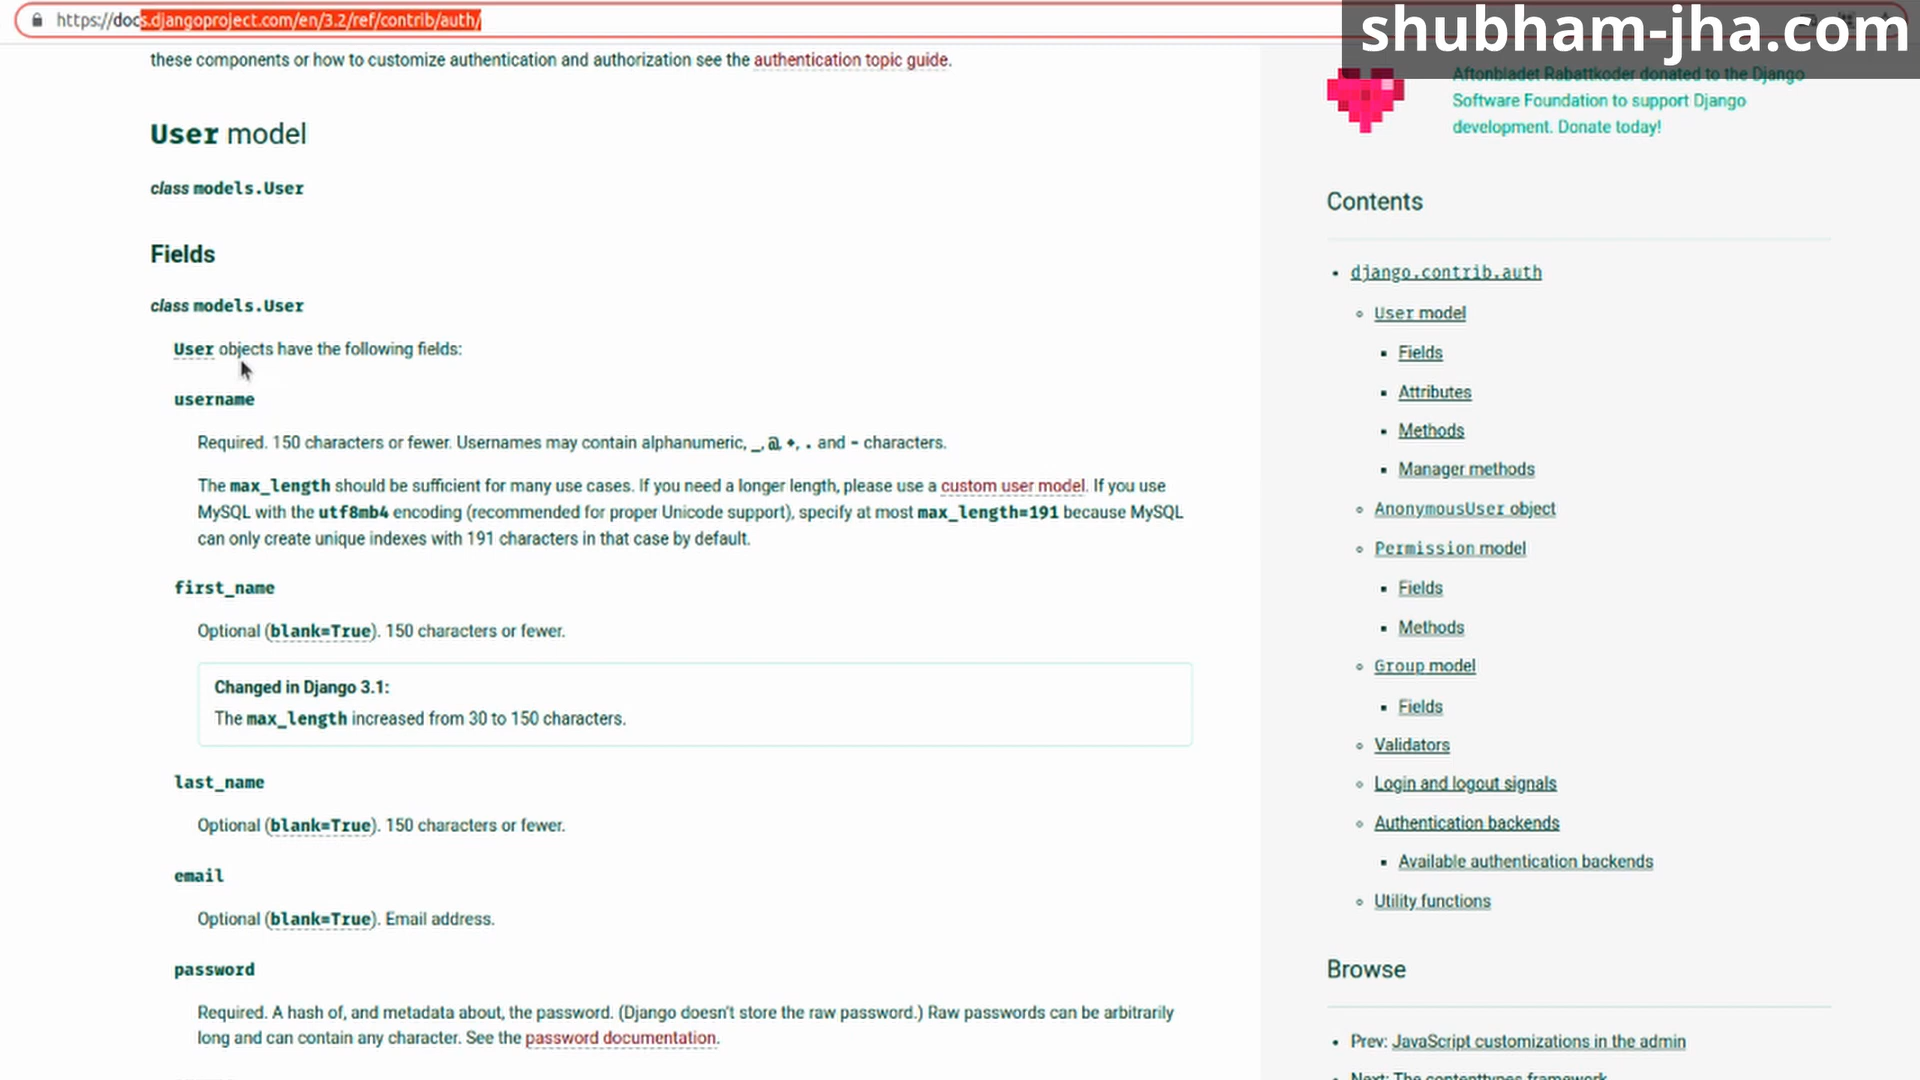 https://docs.djangoproject.com/en/3.2/ref/contrib/auth/
shubham-jha.com
these components or how to customize authentication and authorization see the authentication topic guide.
User model
class models.User
Fields
class models.User
User objects have the following fields:
username
Required. 150 characters or fewer. Usernames may contain alphanumeric, _, @, +, . and - characters.
The max_length should be sufficient for many use cases. If you need a longer length, please use a custom user model. If you use
MySQL with the utf8mb4 encoding (recommended for proper Unicode support), specify at most max_length=191 because MySQL
can only create unique indexes with 191 characters in that case by default.
first_name
Optional (blank=True). 150 characters or fewer.
Changed in Django 3.1:
The max_length increased from 30 to 150 characters.
last_name
Optional (blank=True). 150 characters or fewer.
email
Optional (blank=True). Email address.
password
Required. A hash of, and metadata about, the password. (Django doesn't store the raw password.) Raw passwords can be arbitrarily
long and can contain any character. See the password documentation.
Aftonbladet Rabattkoder donated to the Django
Software Foundation to support Django
development. Donate today!
Contents
django.contrib.auth
User model
Fields
Attributes
Methods
Manager methods
AnonymousUser object
Permission model
Fields
Methods
Group model
Fields
Validators
Login and logout signals
Authentication backends
Available authentication backends
Utility functions
Browse
Prev: JavaScript customizations in the admin
Next: The contenttypes framework